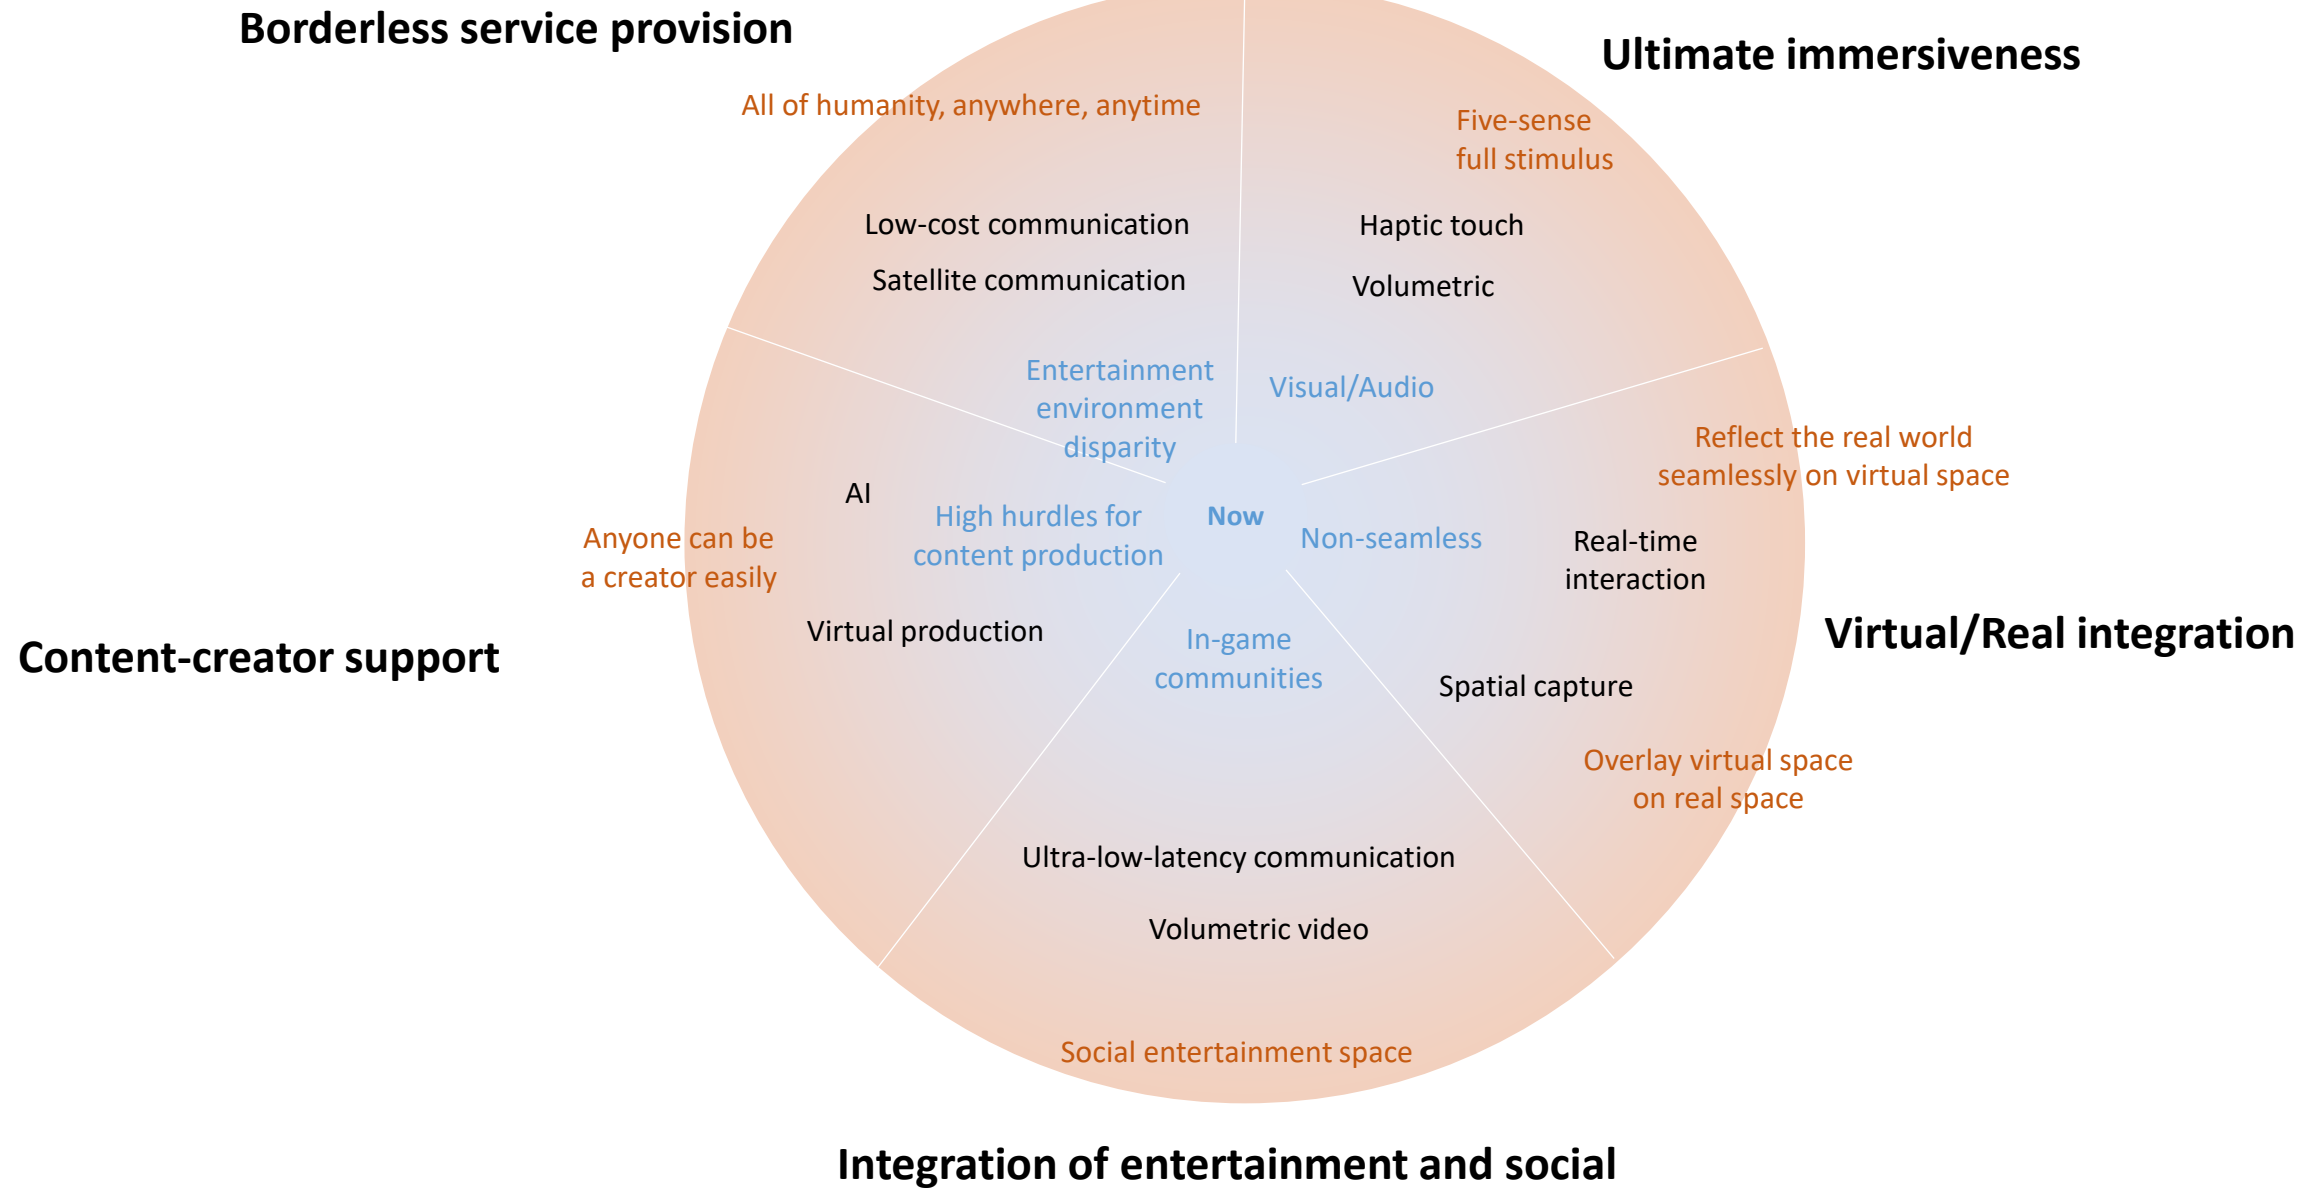 Borderless service provision
Ultimate immersiveness
All of humanity, anywhere, anytime
Five-sense
full stimulus
Low-cost communication
Haptic touch
Satellite communication
Volumetric
Entertainment
environment
disparity
Visual/Audio
Reflect the real world
seamlessly on virtual space
AI
High hurdles for
content production
Now
Non-seamless
Real-time
interaction
Anyone can be
a creator easily
Virtual production
In-game
communities
Content-creator support
Virtual/Real integration
Spatial capture
Overlay virtual space
on real space
Ultra-low-latency communication
Volumetric video
Social entertainment space
Integration of entertainment and social